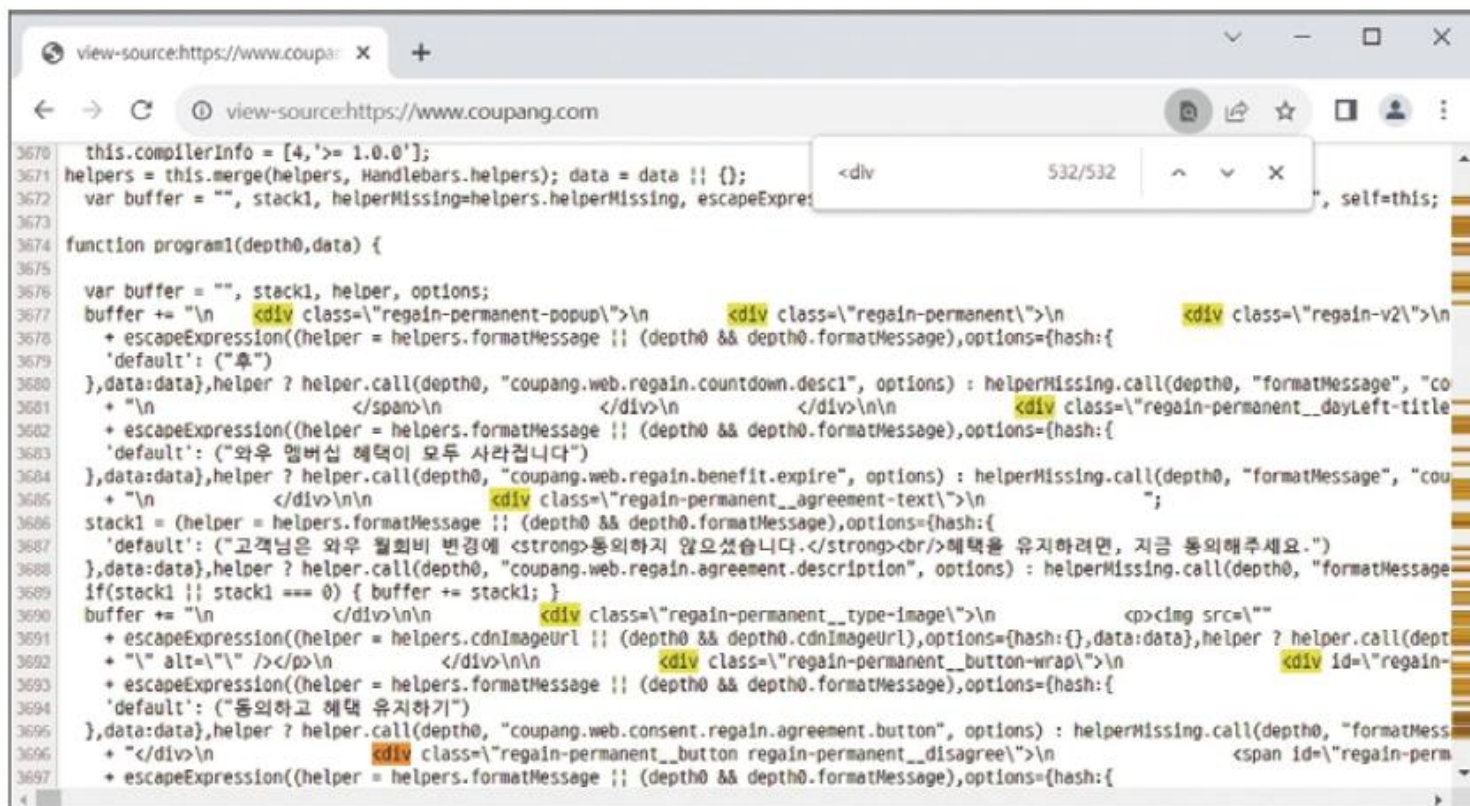 view-source:https://www.coupan
view-source:https://www.coupang.com
<div 532/532
3670 this.compilerInfo = [4,'>= 1.0.0'];
3671 helpers = this.merge(helpers, Handlebars.helpers); data = data || {};
3672 var buffer = "", stack1, helperMissing=helpers.helperMissing, escapeExpres ", self=this;
3673
3674 function program1(depth0,data) {
3675
3676 var buffer = "", stack1, helper, options;
3677 buffer += "\n <div class=\"regain-permanent-popup\">\n <div class=\"regain-permanent\">\n <div class=\"regain-v2\">\n
3678 + escapeExpression((helper = helpers.formatMessage || (depth0 && depth0.formatMessage),options={hash:{
3679 'default': ("후")
3680 },data:data},helper ? helper.call(depth0, "coupang.web.regain.countdown.desc1", options) : helperMissing.call(depth0, "formatMessage", "co
3681 + "\n </span>\n </div>\n </div>\n\n <div class=\"regain-permanent__dayLeft-title
3682 + escapeExpression((helper = helpers.formatMessage || (depth0 && depth0.formatMessage),options={hash:{
3683 'default': ("와우 멤버십 혜택이 모두 사라집니다")
3684 },data:data},helper ? helper.call(depth0, "coupang.web.regain.benefit.expire", options) : helperMissing.call(depth0, "formatMessage", "cou
3685 + "\n </div>\n\n <div class=\"regain-permanent__agreement-text\">\n ";
3686 stack1 = (helper = helpers.formatMessage || (depth0 && depth0.formatMessage),options={hash:{
3687 'default': ("고객님은 와우 월회비 변경에 <strong>동의하지 않으셨습니다.</strong><br/>혜택을 유지하려면, 지금 동의해주세요.")
3688 },data:data},helper ? helper.call(depth0, "coupang.web.regain.agreement.description", options) : helperMissing.call(depth0, "formatMessage
3689 if(stack1 || stack1 === 0) { buffer += stack1; }
3690 buffer += "\n </div>\n\n <div class=\"regain-permanent__type-image\">\n <p><img src=\""
3691 + escapeExpression((helper = helpers.cdnImageUrl || (depth0 && depth0.cdnImageUrl),options={hash:{},data:data},helper ? helper.call(dept
3692 + "\" alt=\"\" /></p>\n </div>\n\n <div class=\"regain-permanent__button-wrap\">\n <div id=\"regain-
3693 + escapeExpression((helper = helpers.formatMessage || (depth0 && depth0.formatMessage),options={hash:{
3694 'default': ("동의하고 혜택 유지하기")
3695 },data:data},helper ? helper.call(depth0, "coupang.web.consent.regain.agreement.button", options) : helperMissing.call(depth0, "formatMess
3696 + "</div>\n <div class=\"regain-permanent__button regain-permanent__disagree\">\n <span id=\"regain-perm
3697 + escapeExpression((helper = helpers.formatMessage || (depth0 && depth0.formatMessage),options={hash:{